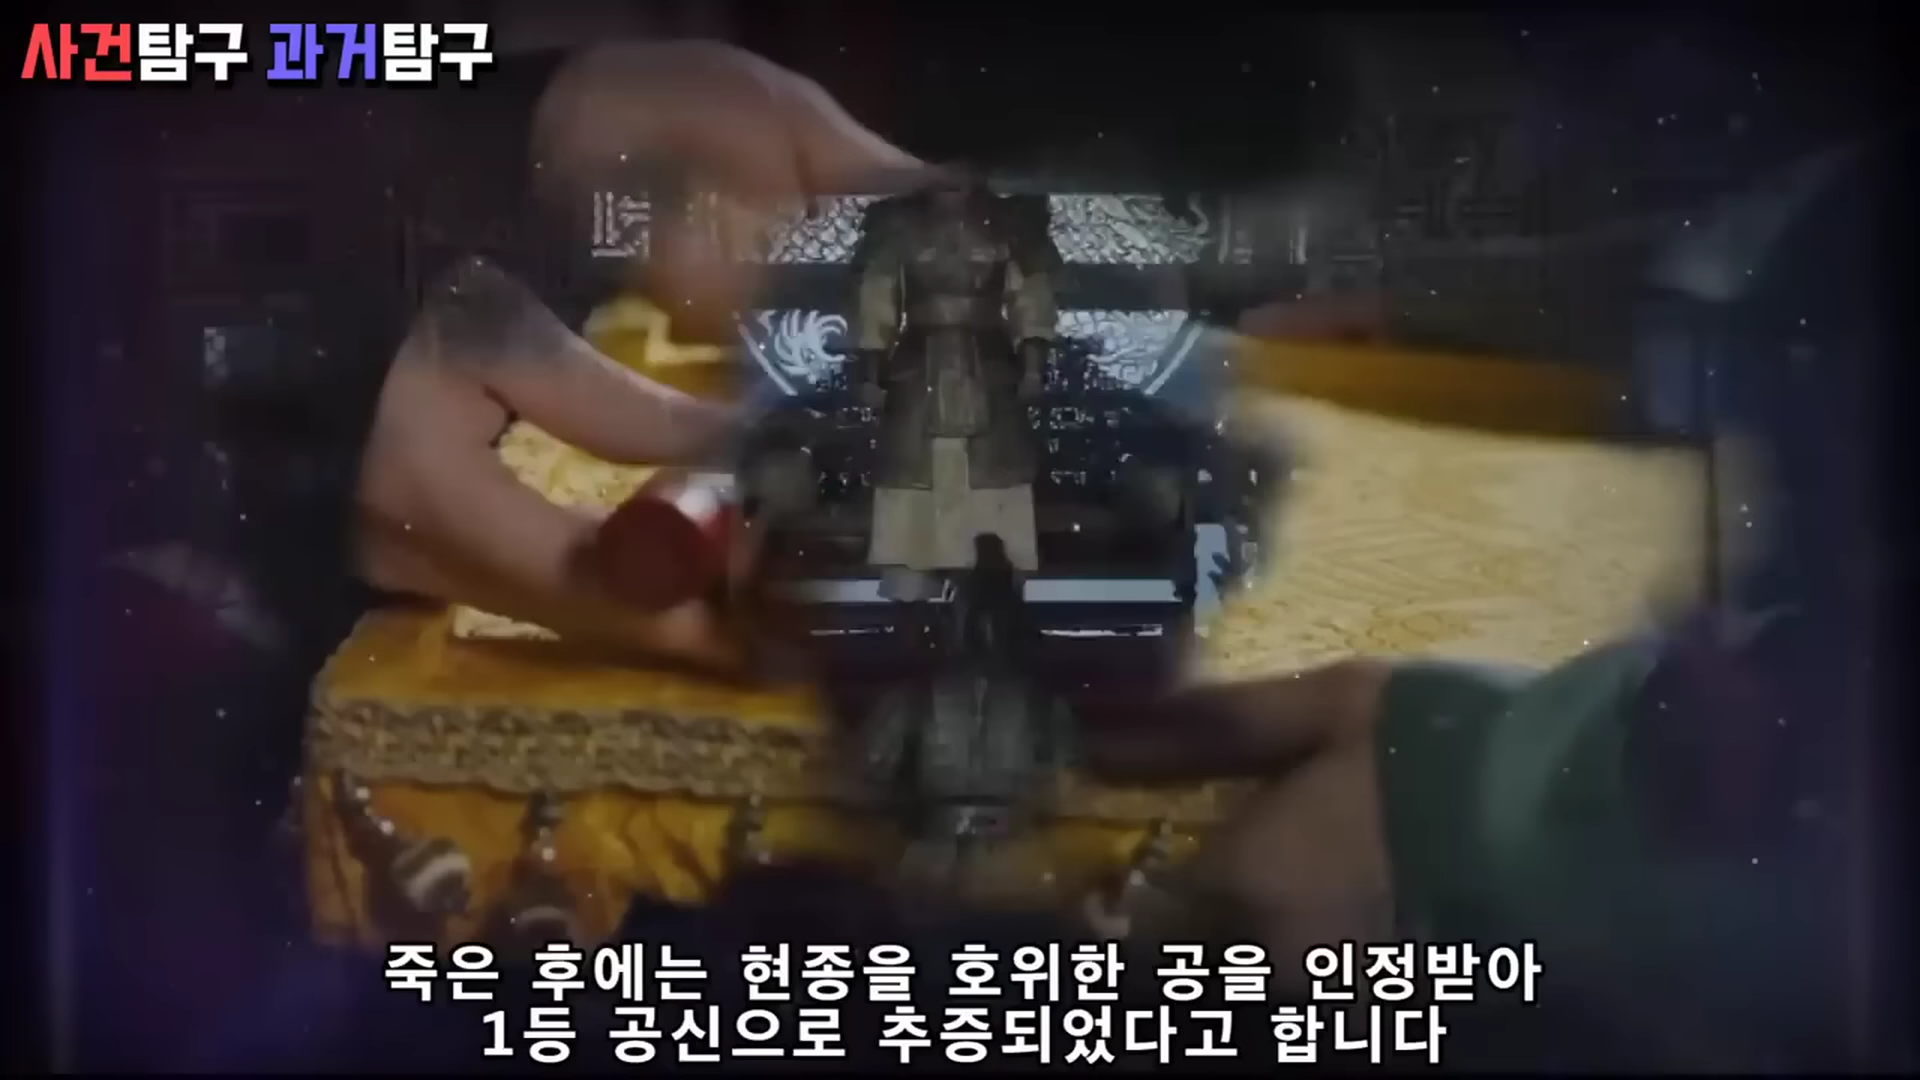 사건탐구 과거탐구
죽은 후에는 현종을 호위한 공을 인정받아
1등 공신으로 추증되었다고 합니다